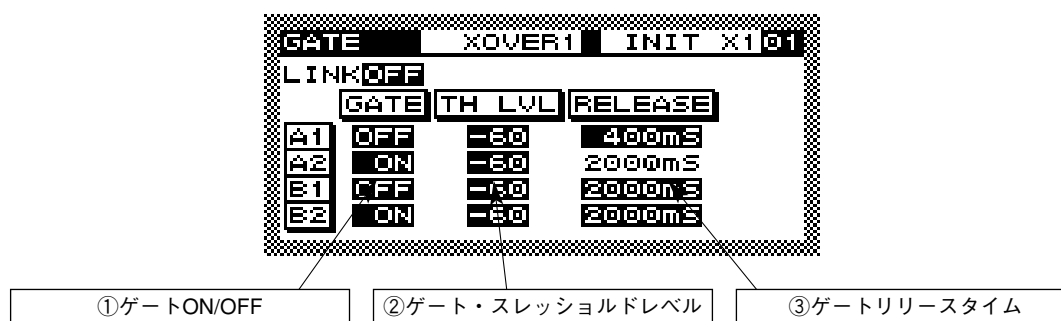 GATE XOVER1 INIT X1 01
LINK OFF
GATE TH LVL RELEASE
A1 OFF -60 400mS
A2 ON -60 2000mS
B1 OFF -60 2000mS
B2 ON -60 2000mS
①ゲートON/OFF ②ゲート・スレッショルドレベル ③ゲートリリースタイム